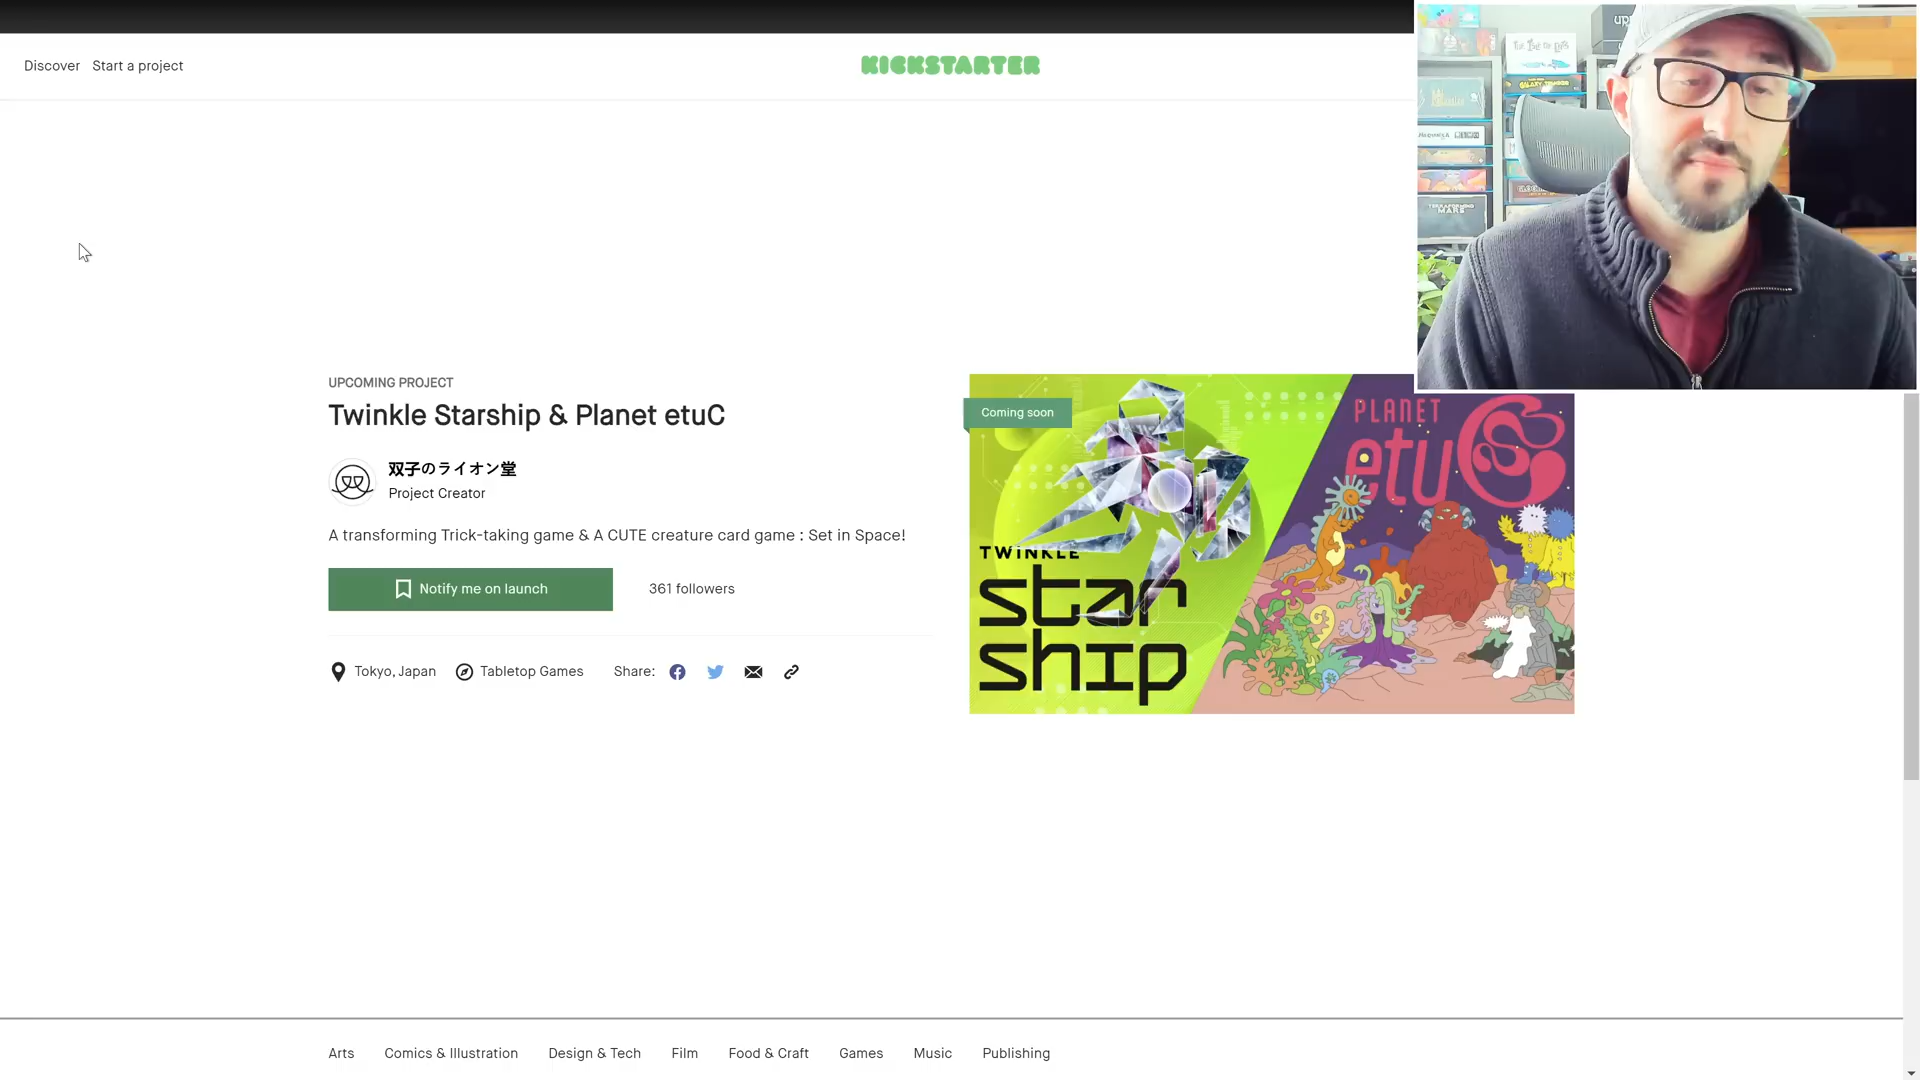 Discover Start a project
KICKSTARTER
UPCOMING PROJECT
Twinkle Starship & Planet etuC
双子のライオン堂
Project Creator
A transforming Trick-taking game & A CUTE creature card game : Set in Space!
Notify me on launch
361 followers
Tokyo, Japan
Tabletop Games
Share:
Coming soon
TWINKLE
star
ship
PLANET
etuC
TERRAFORMING
MARS
Arts Comics & Illustration Design & Tech Film Food & Craft Games Music Publishing